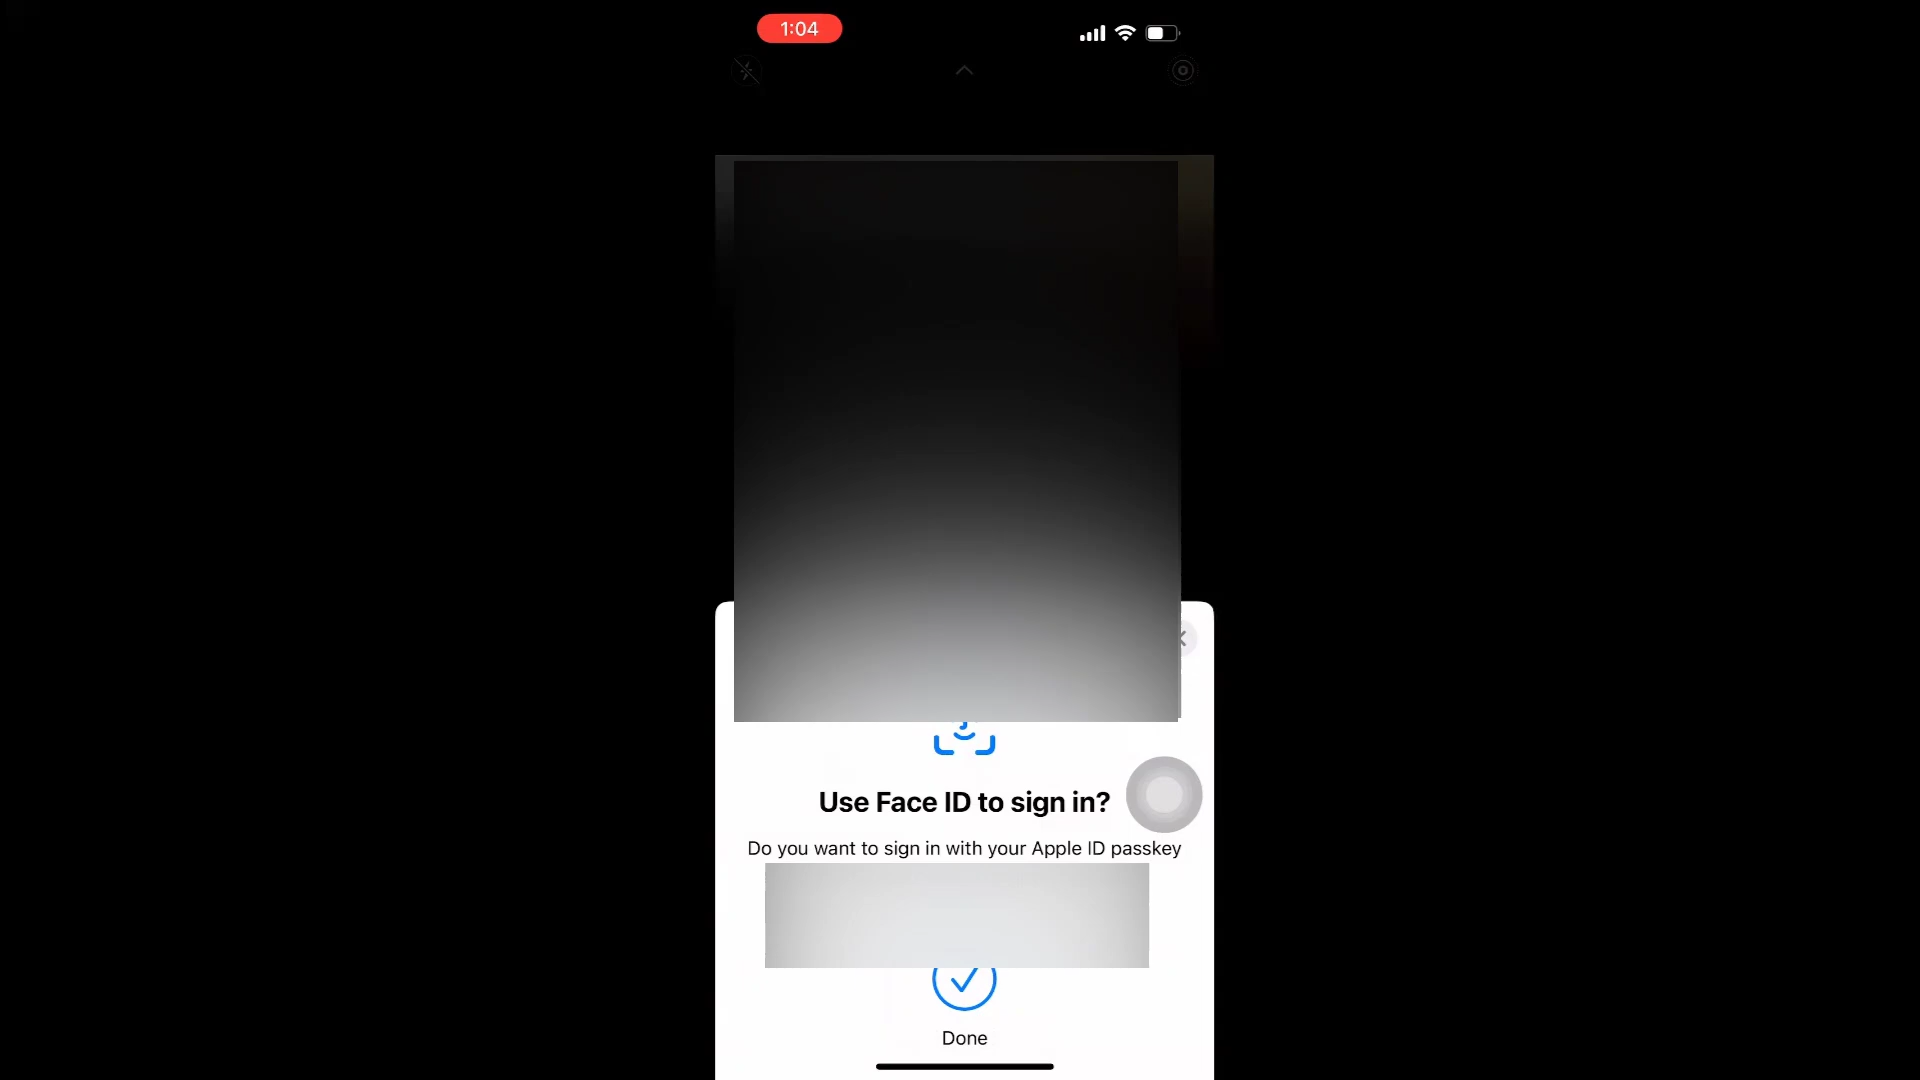 1:04
Use Face ID to sign in?
Do you want to sign in with your Apple ID passkey
Done